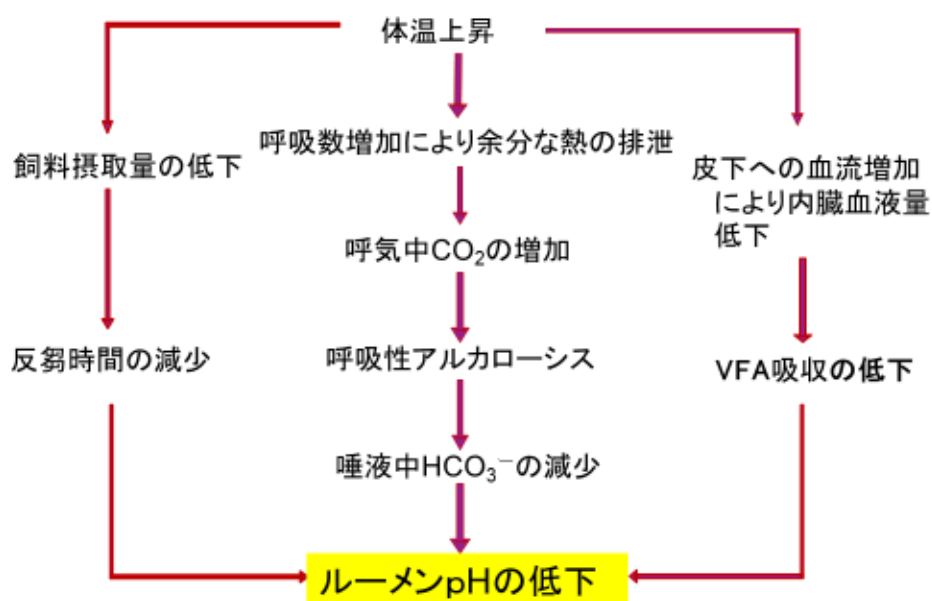 体温上昇
呼吸数増加により余分な熱の排泄
飼料摂取量の低下
皮下への血流増加
により内臓血液量
低下
呼気中CO₂の増加
反芻時間の減少
呼吸性アルカローシス
VFA吸収の低下
唾液中HCO₃⁻の減少
ルーメンpHの低下